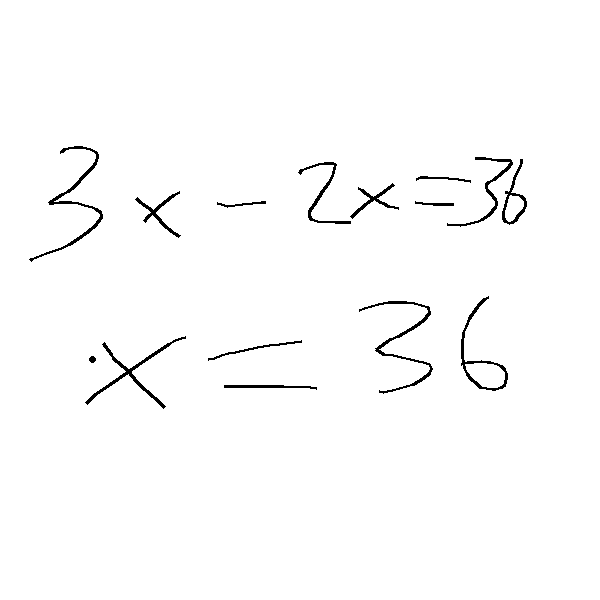 3x - 2x = 36
x = 36